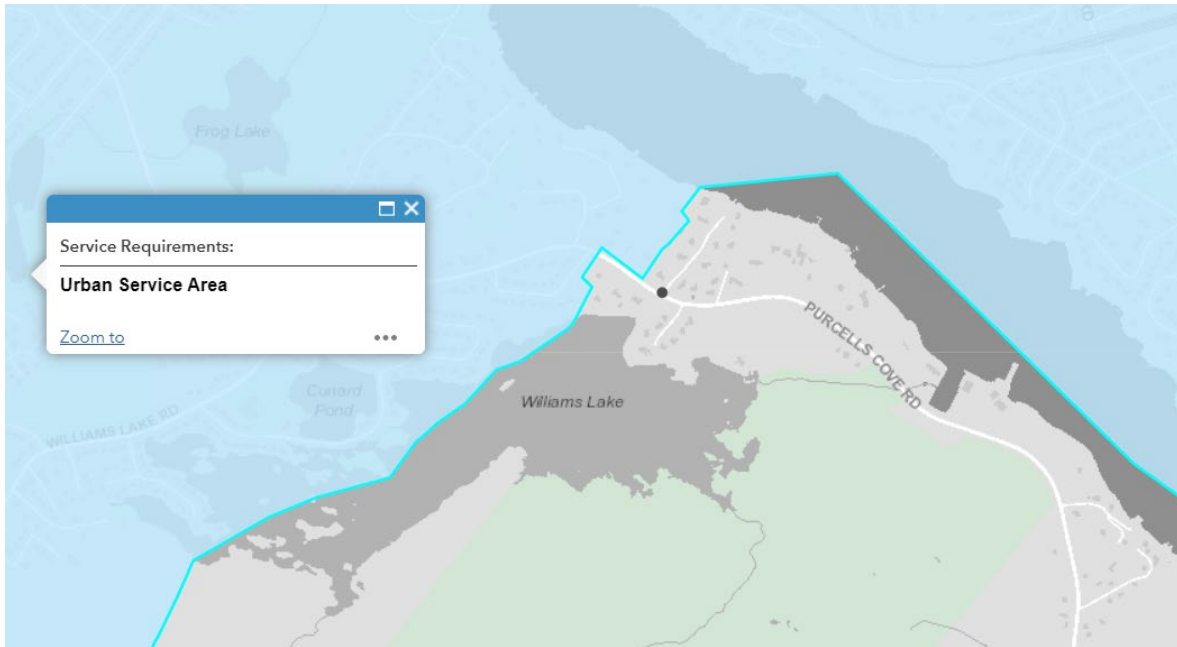 Frog Lake
Service Requirements:
Urban Service Area
Zoom to
PURCELLS COVE RD
Cunard
Pond
Williams Lake
WILLIAMS LAKE RD